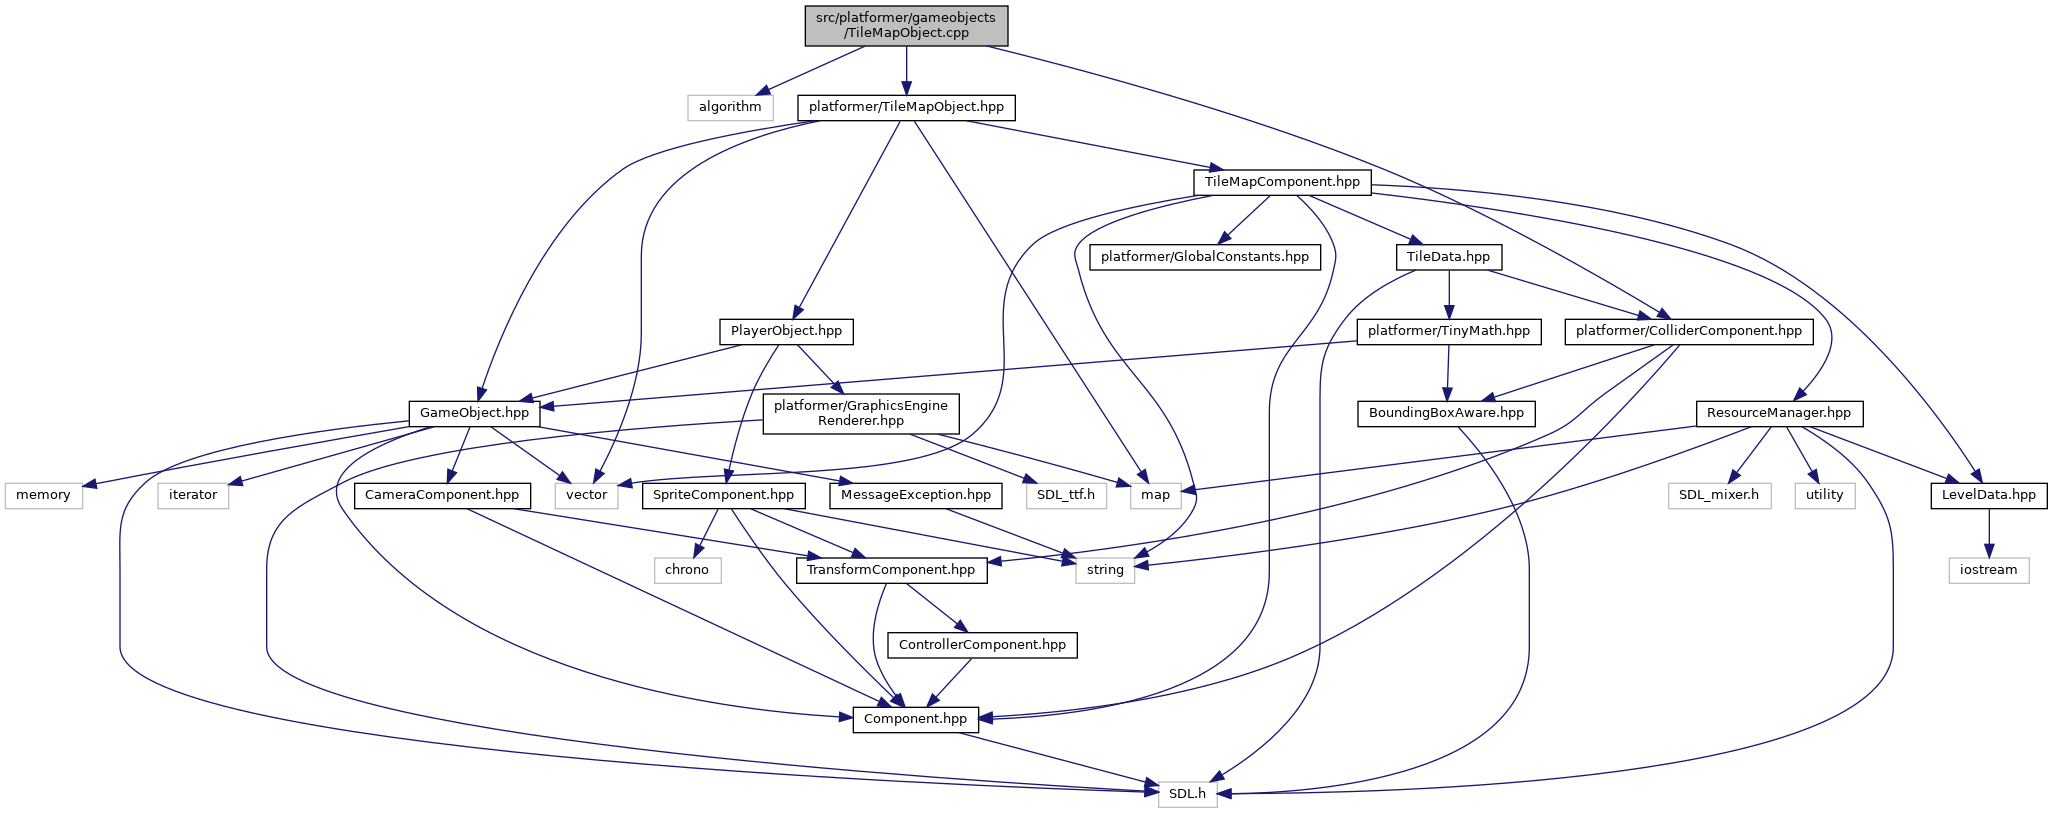 src/platformer/gameobjects
/TileMapObject.cpp
algorithm
platformer/TileMapObject.hpp
TileMapComponent.hpp
platformer/GlobalConstants.hpp
TileData.hpp
PlayerObject.hpp
platformer/TinyMath.hpp
platformer/ColliderComponent.hpp
GameObject.hpp
platformer/GraphicsEngine
Renderer.hpp
BoundingBoxAware.hpp
ResourceManager.hpp
memory
iterator
CameraComponent.hpp
vector
SpriteComponent.hpp
MessageException.hpp
SDL_ttf.h
map
SDL_mixer.h
utility
LevelData.hpp
chrono
TransformComponent.hpp
string
iostream
ControllerComponent.hpp
Component.hpp
SDL.h